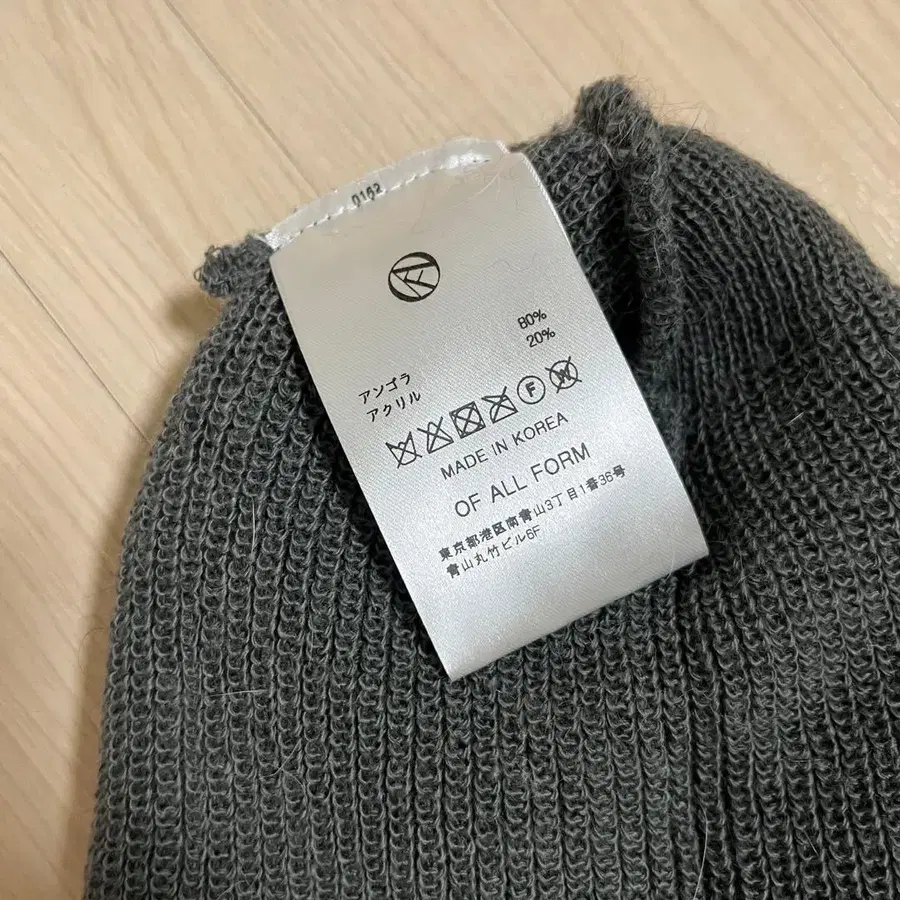 0162
アンゴラ 80%
アクリル 20%
F W
MADE IN KOREA
OF ALL FORM
東京都港区南青山3丁目1番36号
青山丸竹ビル6F